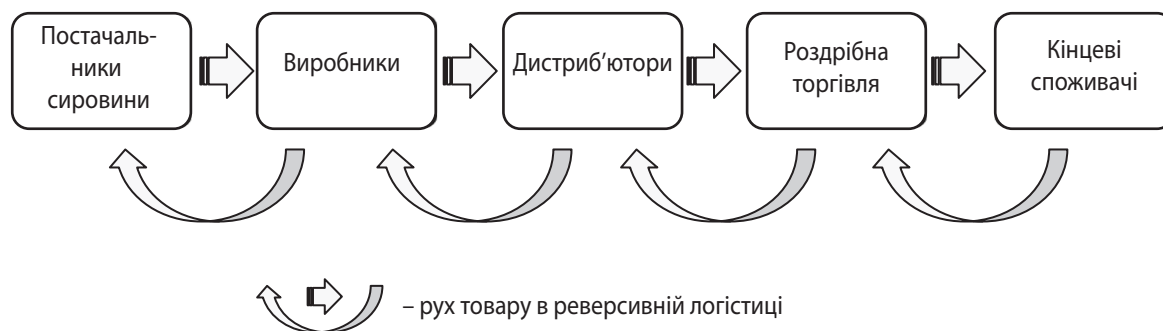 Постачаль-
ники
сировини
Виробники
Дистриб’ютори
Роздрібна
торгівля
Кінцеві
споживачі
– рух товару в реверсивній логістиці